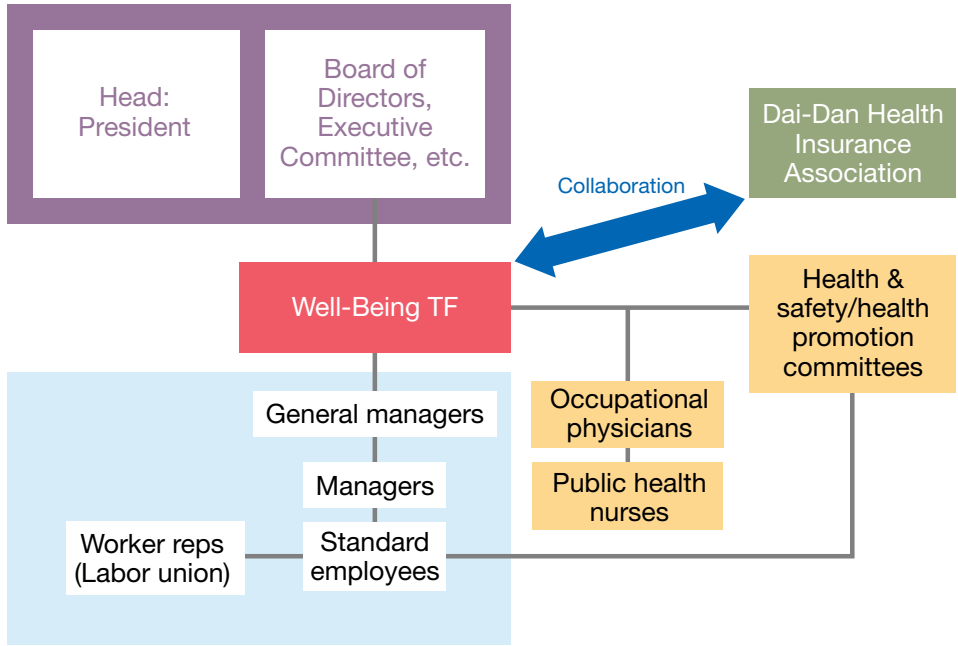 Head:
President
Board of
Directors,
Executive
Committee, etc.
Dai-Dan Health
Insurance
Association
Collaboration
Well-Being TF
Health &
safety/health
promotion
committees
General managers
Occupational
physicians
Managers
Public health
nurses
Worker reps
(Labor union)
Standard
employees